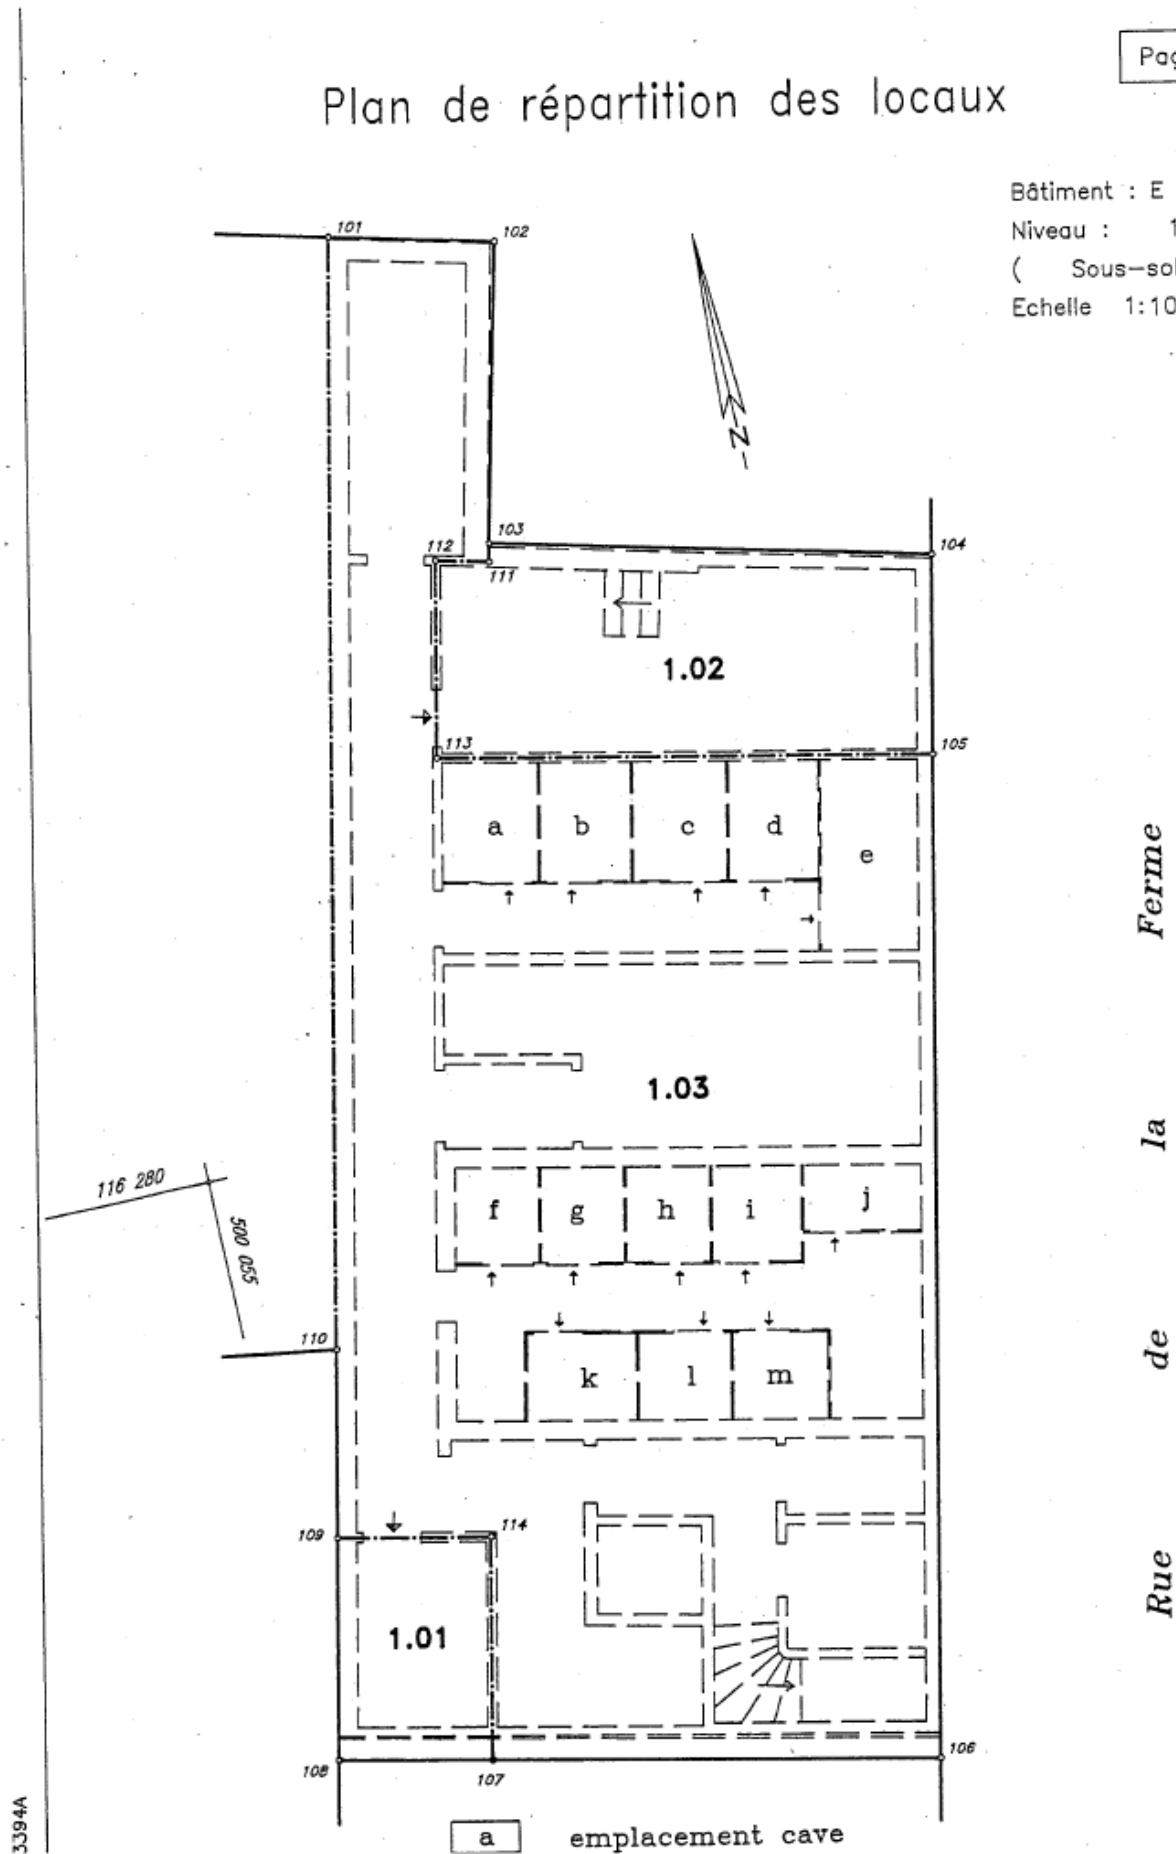 Pag
Plan de répartition des locaux
Bâtiment : E
Niveau : 1
( Sous-sol
Echelle 1:10
101
102
-N-
103
104
112
111
1.02
113
105
a b c d
e
Ferme
1.03
la
116 280
f g h i j
500 055
110
de
k l m
109
114
Rue
1.01
108
107
106
3394A
a emplacement cave